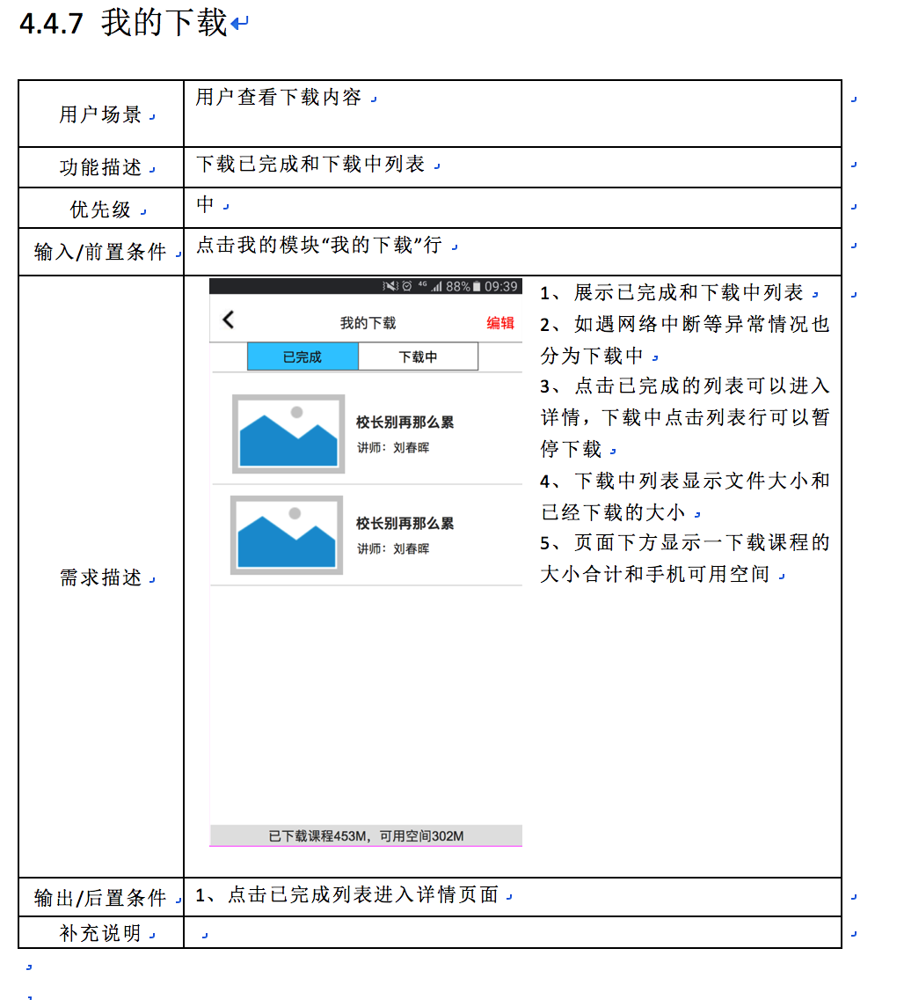 4.4.7 我的下载
用户场景
用户查看下载内容
功能描述
下载已完成和下载中列表
优先级
中
输入/前置条件
点击我的模块“我的下载”行
需求描述
4G 88% 09:39
我的下载 编辑
已完成 下载中
校长别再那么累
讲师：刘春晖
校长别再那么累
讲师：刘春晖
已下载课程453M，可用空间302M
1、展示已完成和下载中列表
2、如遇网络中断等异常情况也
分为下载中
3、点击已完成的列表可以进入
详情，下载中点击列表行可以暂
停下载
4、下载中列表显示文件大小和
已经下载的大小
5、页面下方显示一下载课程的
大小合计和手机可用空间
输出/后置条件
1、点击已完成列表进入详情页面
补充说明